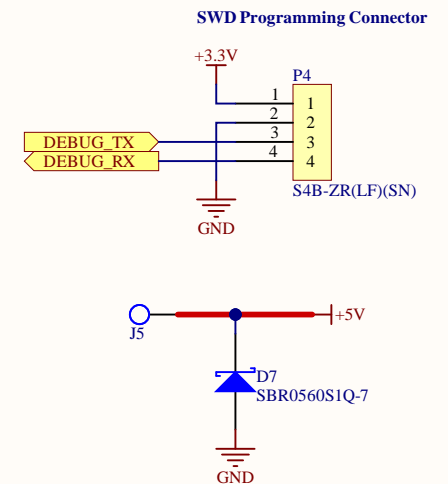 SWD Programming Connector
+3.3V
P4
1 1
2 2
3 3
4 4
DEBUG_TX
DEBUG_RX
S4B-ZR(LF)(SN)
GND
J5
+5V
D7
SBR0560S1Q-7
GND